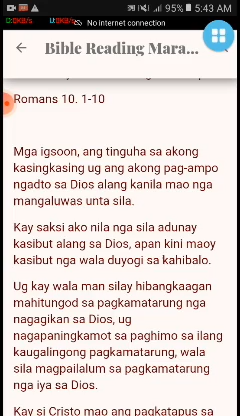 95% 5:43 AM
0: 0KB/s U: 0KB/s No internet connection
Bible Reading Mara...
Romans 10. 1-10
Mga igsoon, ang tinguha sa akong
kasingkasing ug ang akong pag-ampo
ngadto sa Dios alang kanila mao nga
mangaluwas unta sila.
Kay saksi ako nila nga sila adunay
kasibut alang sa Dios, apan kini maoy
kasibut nga wala duyogi sa kahibalo.
Ug kay wala man silay hibangkaagan
mahitungod sa pagkamatarung nga
nagagikan sa Dios, ug
nagapaningkamot sa paghimo sa ilang
kaugalingong pagkamatarung, wala
sila magpailalum sa pagkamatarung
nga iya sa Dios.
Kay si Cristo mao ang pagkatapus sa